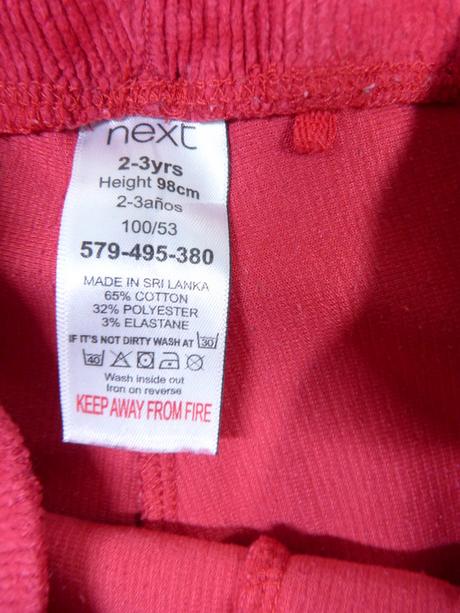 next
2-3yrs
Height 98cm
2-3años
100/53
579-495-380
MADE IN SRI LANKA
65% COTTON
32% POLYESTER
3% ELASTANE
IF IT'S NOT DIRTY WASH AT 30
40
Wash inside out
Iron on reverse
KEEP AWAY FROM FIRE